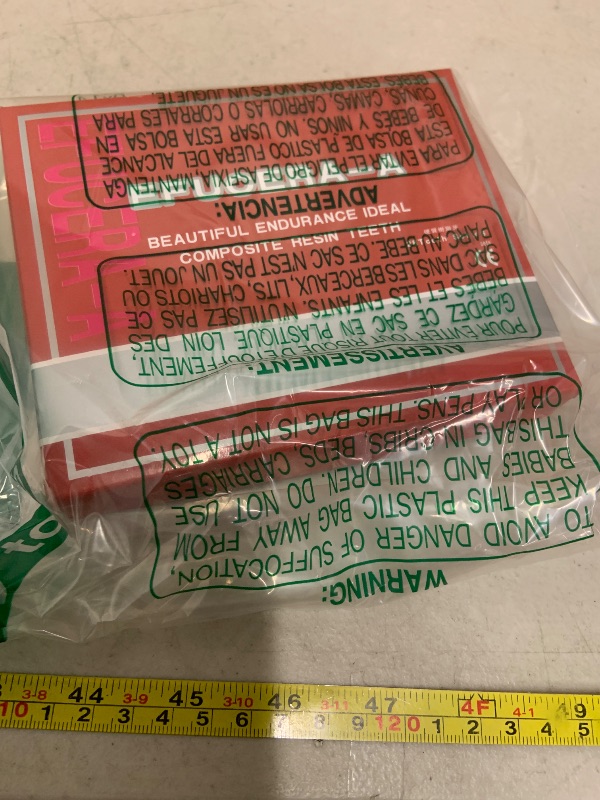 PARA EVITAR EL PELIGRO DE ASFIXIA, MANTENGA
ESTA BOLSA DE PLASTICO FUERA DEL ALCANCE
DE BEBES Y NIÑOS. NO USAR ESTA BOLSA EN
CUNAS, CAMAS, CARRIOLAS O CORRALES PARA
BEBES. ESTA BOLSA NO ES UN JUGUETE.
ADVERTENCIA:
BEAUTIFUL ENDURANCE IDEAL
COMPOSITE RESIN TEETH
AVERTISSEMENT:
POUR EVITER TOUT RISQUE D'ETOUFFEMENT,
GARDEZ CE SAC EN PLASTIQUE LOIN DES
BÉBÉS ET LES ENFANTS. N'UTILISEZ PAS CE
SAC DANS LES BERCEAUX, LITS, CHARIOTS OU
PARC AU BEBE. CE SAC N'EST PAS UN JOUET.
WARNING:
TO AVOID DANGER OF SUFFOCATION,
KEEP THIS PLASTIC BAG AWAY FROM
BABIES AND CHILDREN. DO NOT USE
THIS BAG IN CRIBS, BEDS, CARRIAGES
OR PLAY PENS. THIS BAG IS NOT A TOY.
3-8 44 3-9 45 3-10 46 3-11 47 4F 4-1 49
10 1 2 3 4 5 6 7 8 9 120 1 2 3 4 5